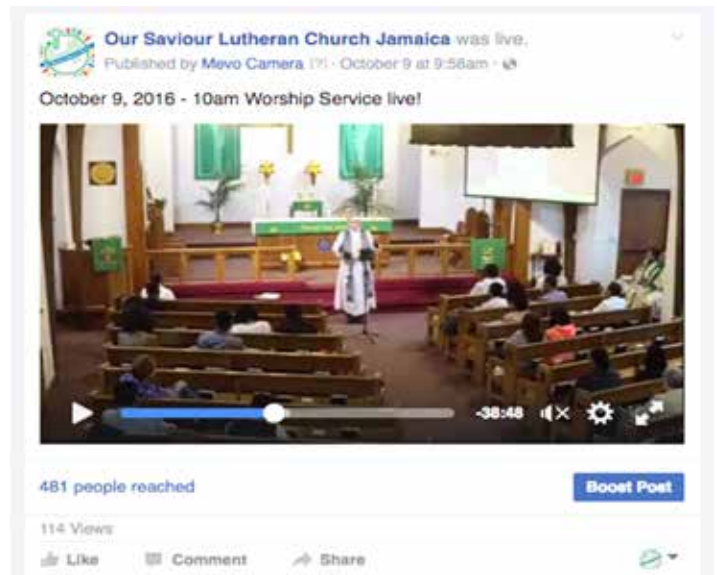 Our Saviour Lutheran Church Jamaica was live.
Published by Mevo Camera [?] · October 9 at 9:58am ·
October 9, 2016 - 10am Worship Service live!
-38:48
481 people reached
Boost Post
114 Views
Like Comment Share